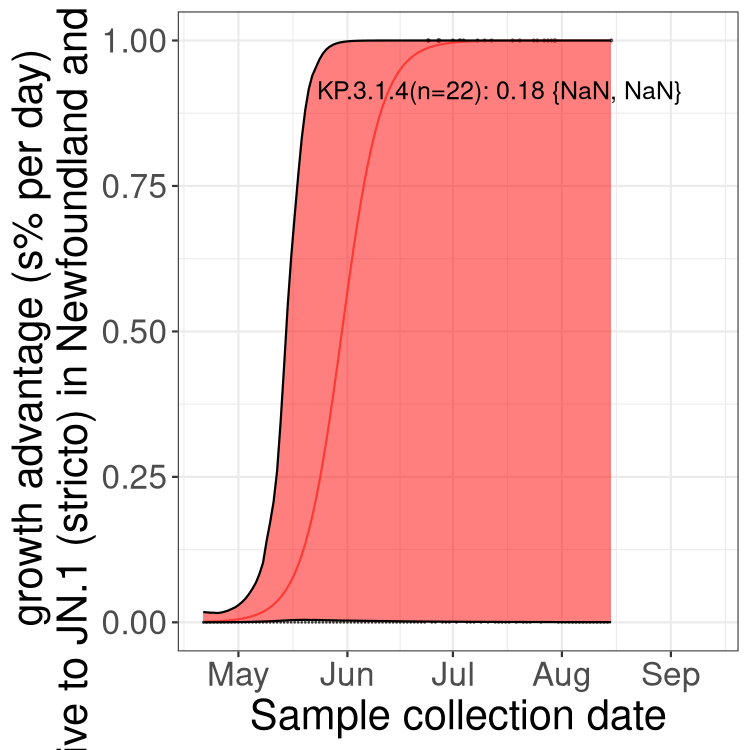 growth advantage (s% per day)
ive to JN.1 (stricto) in Newfoundland and
1.00
0.75
0.50
0.25
0.00
KP.3.1.4(n=22): 0.18 {NaN, NaN}
May Jun Jul Aug Sep
Sample collection date